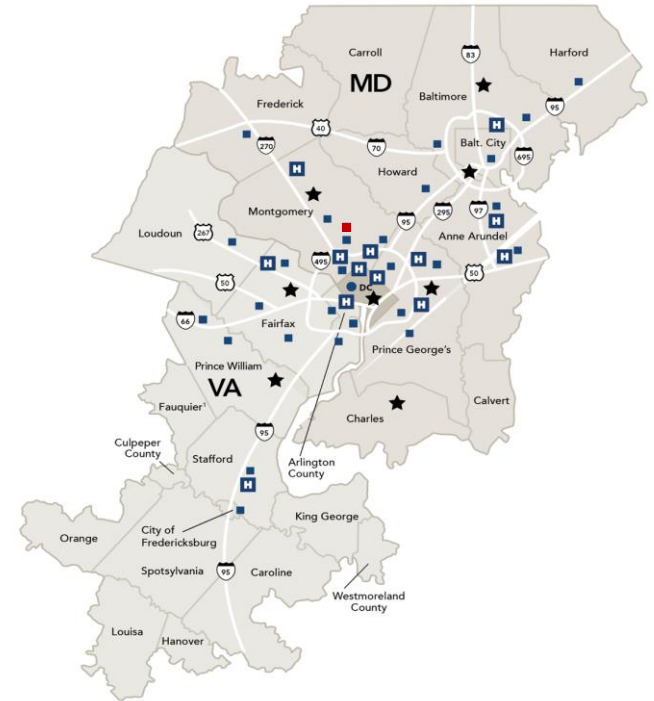 83
Carroll
Harford
MD
Baltimore
95
Frederick
40
270
70
Balt. City
695
Howard
H
H
Montgomery
95
295
97
Loudoun
267
H
Anne Arundel
495
H
H
H
H
H
H
H
50
50
DC
H
H
66
Fairfax
Prince George's
Prince William
VA
Fauquier¹
Calvert
Charles
95
Culpeper
County
Stafford
Arlington
County
H
King George
Orange
City of
Fredericksburg
Spotsylvania
95
Caroline
Westmoreland
County
Louisa
Hanover